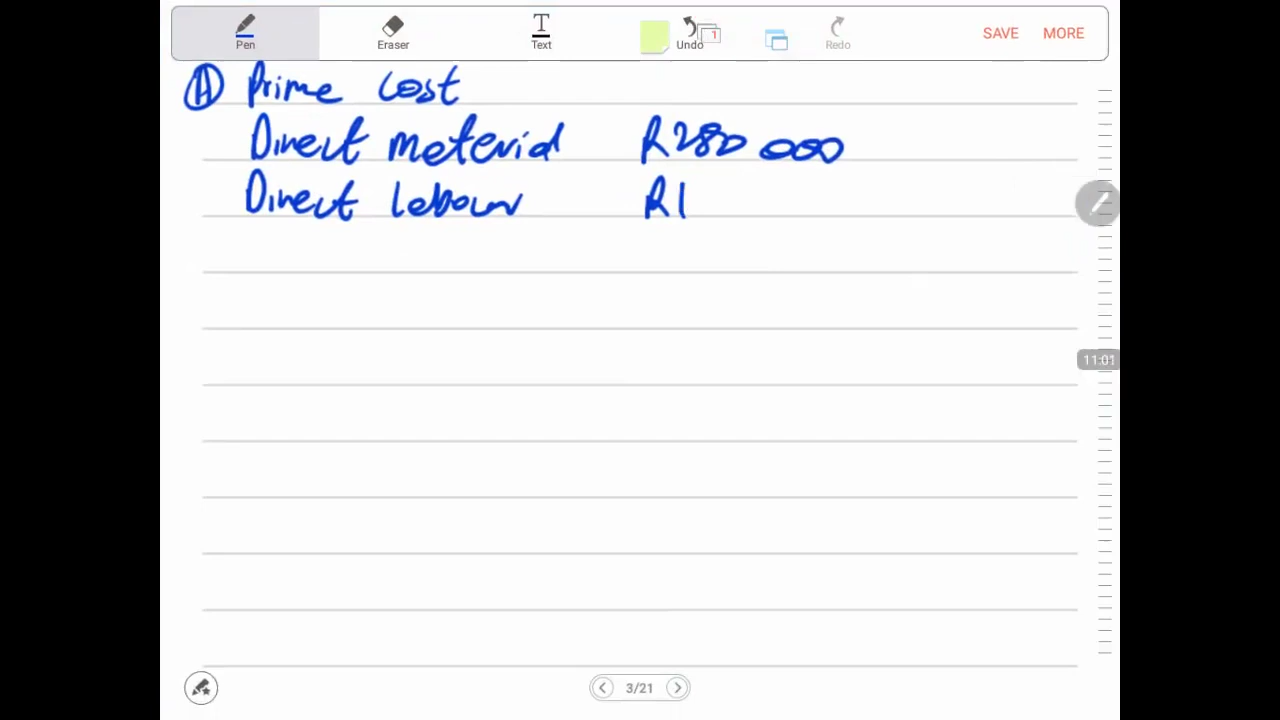 Pen
Eraser
Text
Undo
1
Redo
SAVE
MORE
A Prime cost
Direct material R280 000
Direct labour R1
11:01
3/21